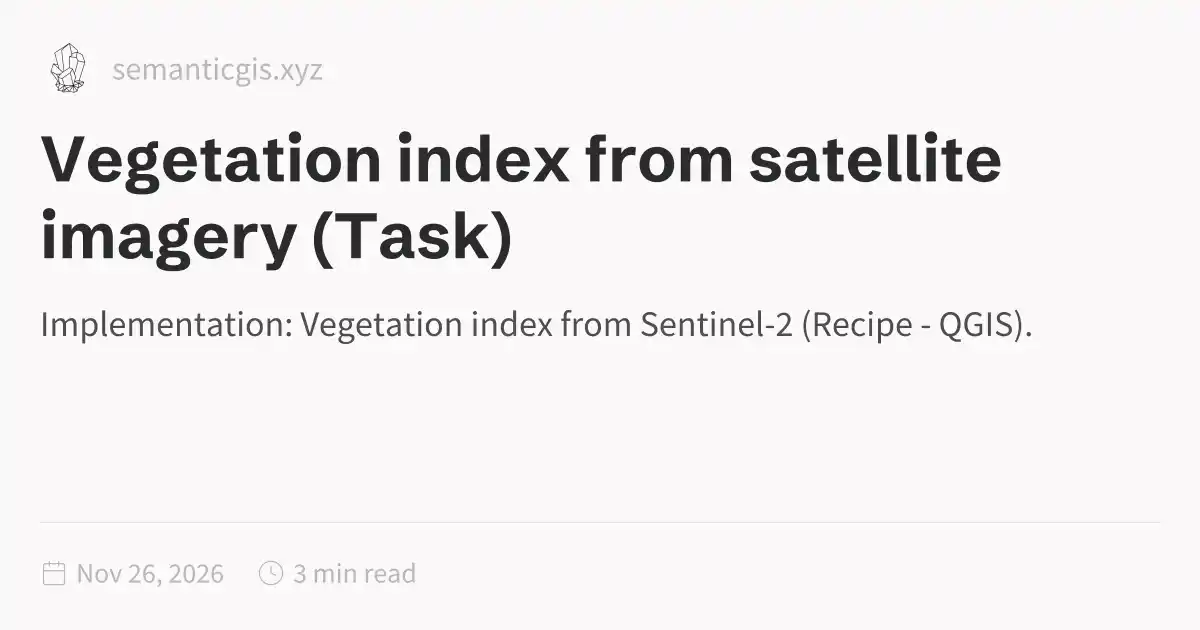 semanticgis.xyz
Vegetation index from satellite
imagery (Task)
Implementation: Vegetation index from Sentinel-2 (Recipe - QGIS).
Nov 26, 2026
3 min read